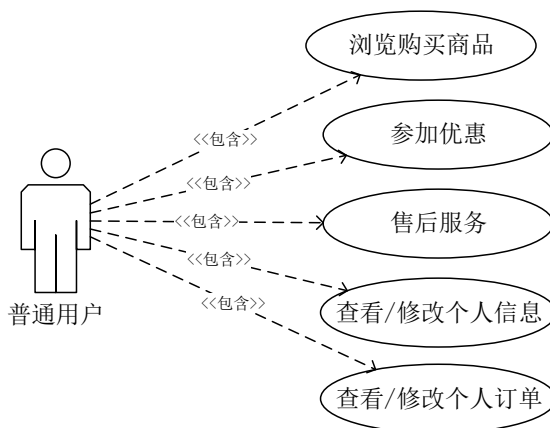 浏览购买商品
<<包含>>
参加优惠
<<包含>>
售后服务
<<包含>>
<<包含>>
查看/修改个人信息
<<包含>>
普通用户
查看/修改个人订单